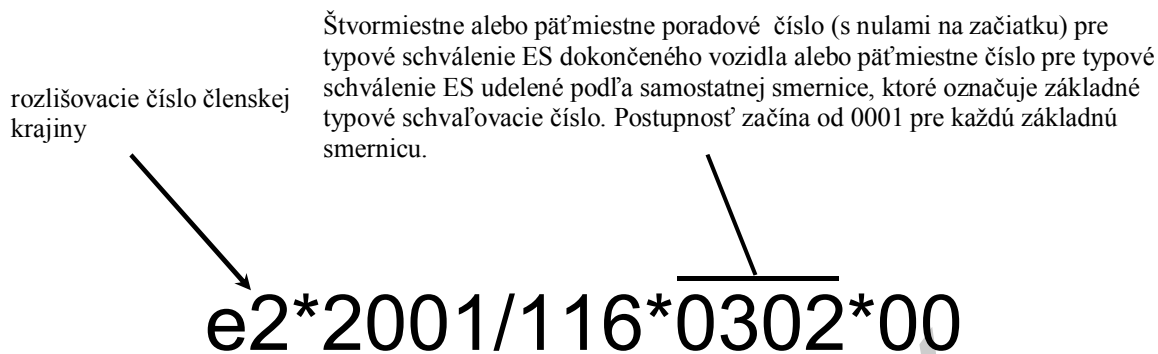 Štvormiestne alebo päťmiestne poradové číslo (s nulami na začiatku) pre
typové schválenie ES dokončeného vozidla alebo päťmiestne číslo pre typové
schválenie ES udelené podľa samostatnej smernice, ktoré označuje základné
typové schvaľovacie číslo. Postupnosť začína od 0001 pre každú základnú
smernicu.
rozlišovacie číslo členskej
krajiny
e2*2001/116*0302*00